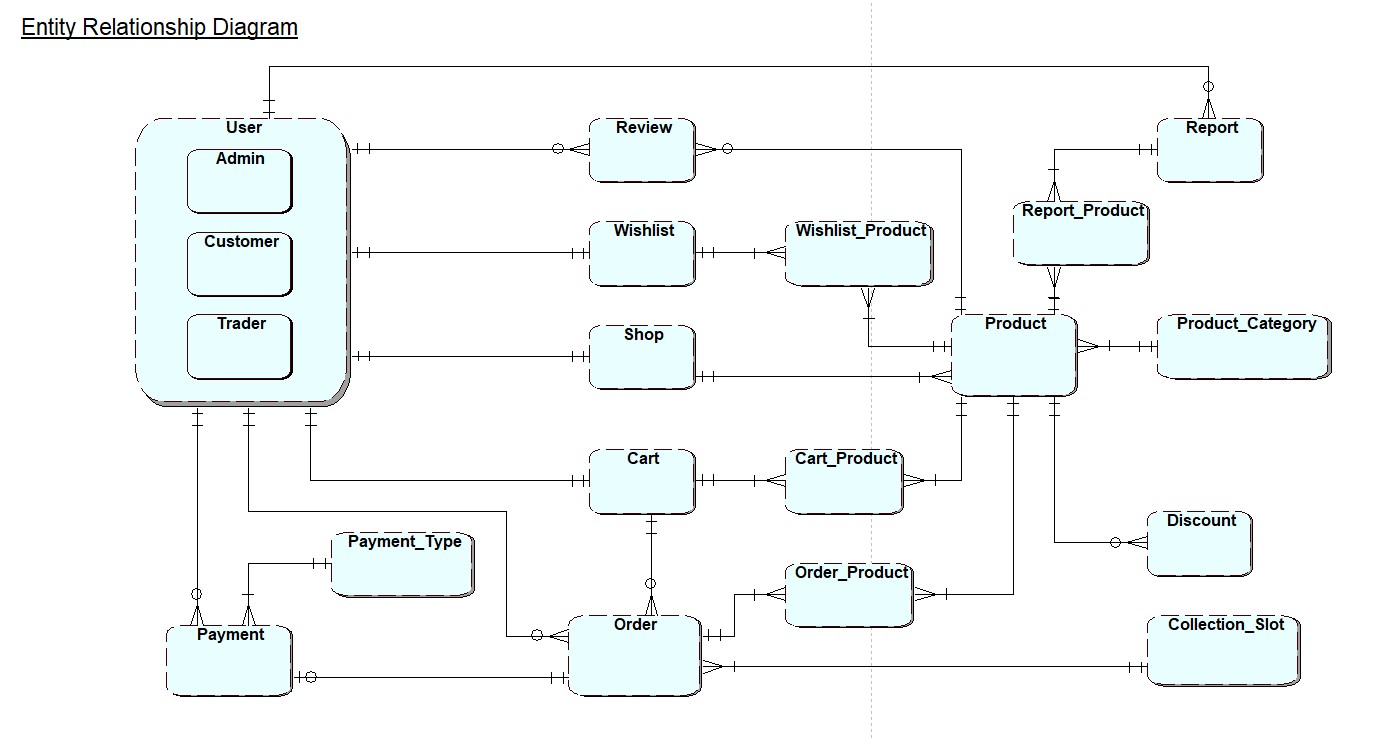 Entity Relationship Diagram
User
Review
Report
Admin
Report_Product
Customer
Wishlist
Wishlist_Product
Trader
Shop
Product
Product_Category
Cart
Cart_Product
Discount
Payment_Type
Order_Product
Payment
Order
Collection_Slot